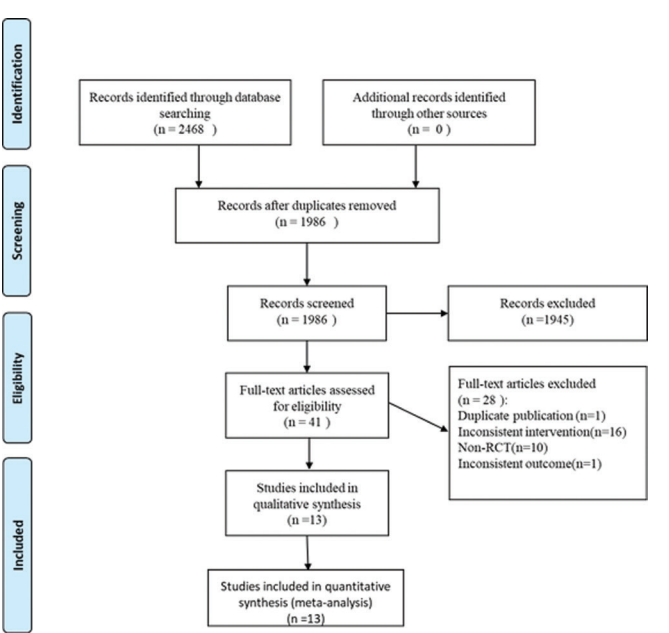 Identification
Records identified through database
searching
(n = 2468 )
Additional records identified
through other sources
(n = 0 )
Screening
Records after duplicates removed
(n = 1986 )
Records screened
(n = 1986 )
Records excluded
(n =1945)
Eligibility
Full-text articles assessed
for eligibility
(n = 41 )
Full-text articles excluded
(n = 28 ):
Duplicate publication (n=1)
Inconsistent intervention(n=16)
Non-RCT(n=10)
Inconsistent outcome(n=1)
Included
Studies included in
qualitative synthesis
(n =13)
Studies included in quantitative
synthesis (meta-analysis)
(n =13)